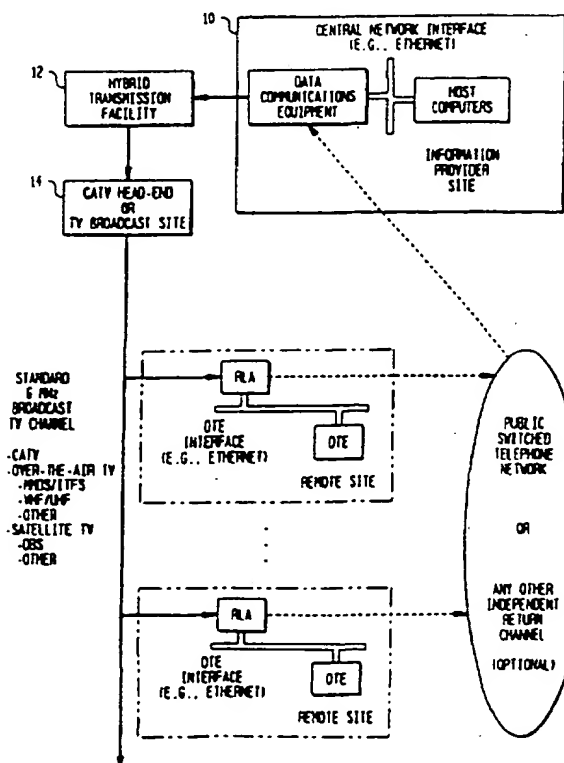 10
CENTRAL NETWORK INTERFACE
(E.G., ETHERNET)
12
HYBRID
TRANSMISSION
FACILITY
DATA
COMMUNICATIONS
EQUIPMENT
HOST
COMPUTERS
INFORMATION
PROVIDER
SITE
14
CATV HEAD-END
OR
TV BROADCAST SITE
STANDARD
6 MHz
BROADCAST
TV CHANNEL
-CATV
-OVER-THE-AIR TV
-MMDS/ITFS
-VHF/UHF
-OTHER
-SATELLITE TV
-DBS
-OTHER
RLA
DTE
INTERFACE
(E.G., ETHERNET)
DTE
REMOTE SITE
RLA
DTE
INTERFACE
(E.G., ETHERNET)
DTE
REMOTE SITE
PUBLIC
SWITCHED
TELEPHONE
NETWORK
OR
ANY OTHER
INDEPENDENT
RETURN
CHANNEL
(OPTIONAL)